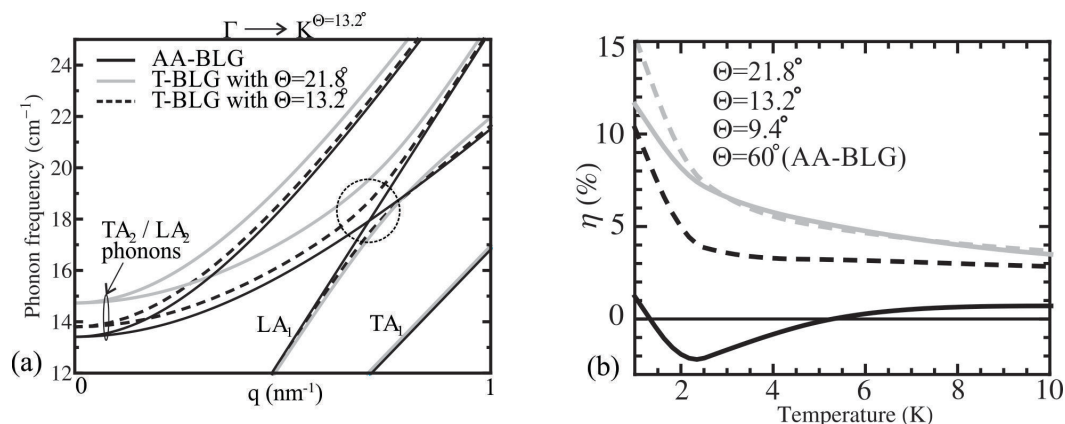 Γ → K^Θ=13.2°
AA-BLG
T-BLG with Θ=21.8°
T-BLG with Θ=13.2°
Phonon frequency (cm⁻¹)
24
22
20
18
16
14
12
TA₂ / LA₂
phonons
LA₁
TA₁
0
1
q (nm⁻¹)
(a)
15
10
5
0
η (%)
Θ=21.8°
Θ=13.2°
Θ=9.4°
Θ=60° (AA-BLG)
2 4 6 8 10
Temperature (K)
(b)